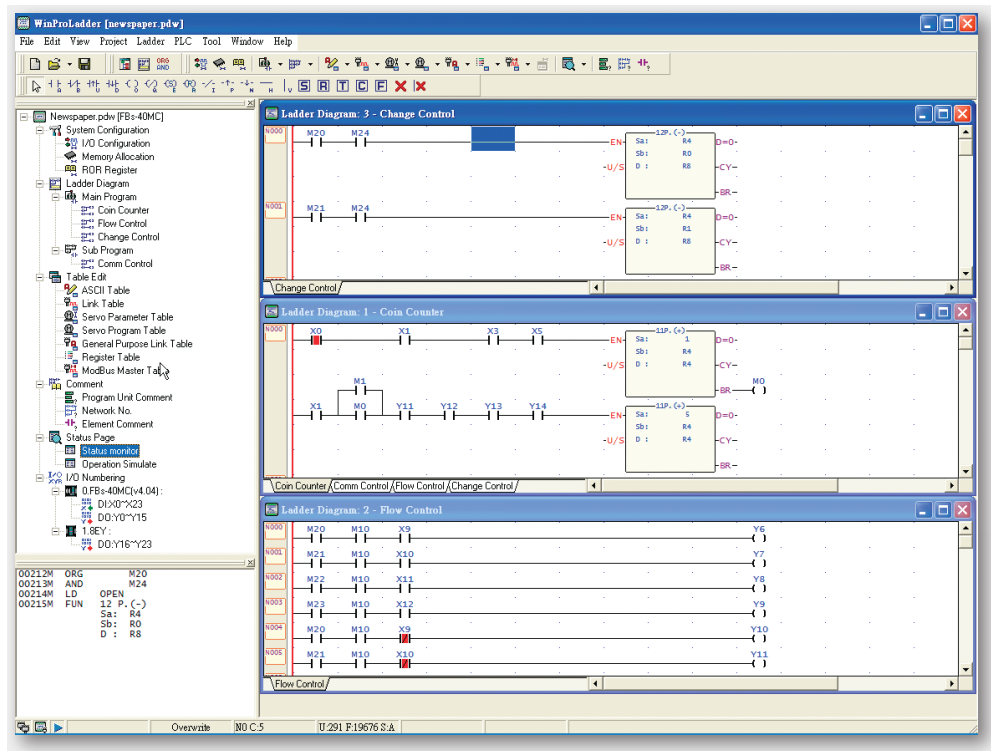 WinProLadder [newspaper.pdw]
File Edit View Project Ladder PLC Tool Window Help
S R T C F
Newspaper.pdw [FBs-40MC]
System Configuration
I/O Configuration
Memory Allocation
ROR Register
Ladder Diagram
Main Program
Coin Counter
Flow Control
Change Control
Sub Program
Comm Control
Table Edit
ASCII Table
Link Table
Servo Parameter Table
Servo Program Table
General Purpose Link Table
Register Table
ModBus Master Table
Comment
Program Unit Comment
Network No.
Element Comment
Status Page
Status monitor
Operation Simulate
I/O Numbering
0.FBs-40MC(v4.04) :
DI:X0~X23
DO:Y0~Y15
1.8EY :
DO:Y16~Y23
00212M ORG M20
00213M AND M24
00214M LD OPEN
00215M FUN 12 P.(-)
Sa: R4
Sb: R0
D : R8
Ladder Diagram: 3 - Change Control
N000 M20 M24 12P.(-)
EN Sa: R4 D=0
Sb: R0
U/S D : R8 CY
BR
N001 M21 M24 12P.(-)
EN Sa: R4 D=0
Sb: R1
U/S D : R8 CY
BR
Change Control
Ladder Diagram: 1 - Coin Counter
N000 X0 X1 X3 X5 11P.(+)
EN Sa: 1 D=0
Sb: R4
U/S D : R4 CY
M1 BR M0
X1 M0 Y11 Y12 Y13 Y14 11P.(+)
EN Sa: 5 D=0
Sb: R4
U/S D : R4 CY
BR
Coin Counter Comm Control Flow Control Change Control
Ladder Diagram: 2 - Flow Control
N000 M20 M10 X9 Y6
N001 M21 M10 X10 Y7
N002 M22 M10 X11 Y8
N003 M23 M10 X12 Y9
N004 M20 M10 X9 Y10
N005 M21 M10 X10 Y11
Flow Control
Overwrite N0 C:5 U:291 F:19676 S:A